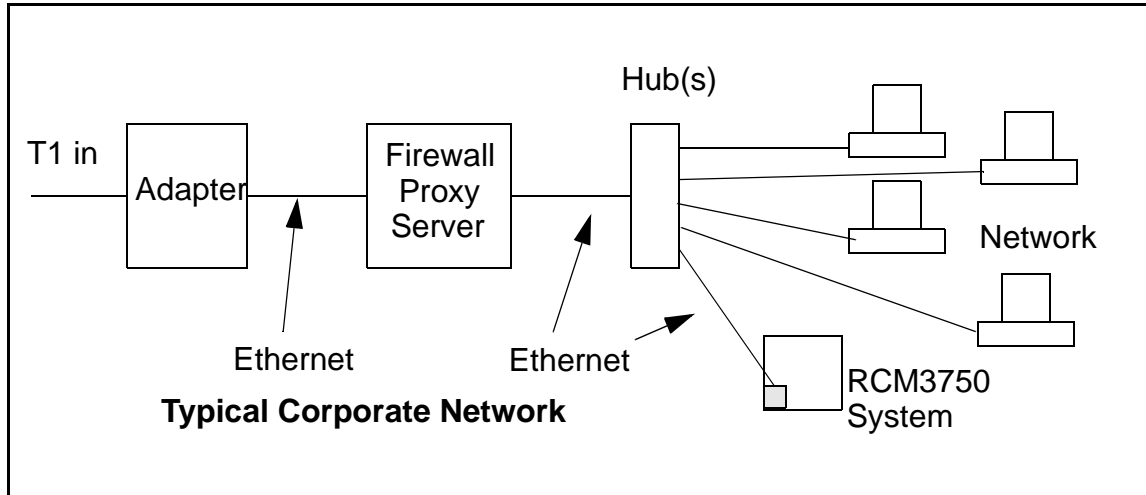 Hub(s)
T1 in
Adapter
Firewall
Proxy
Server
Network
Ethernet
Ethernet
RCM3750
System
Typical Corporate Network